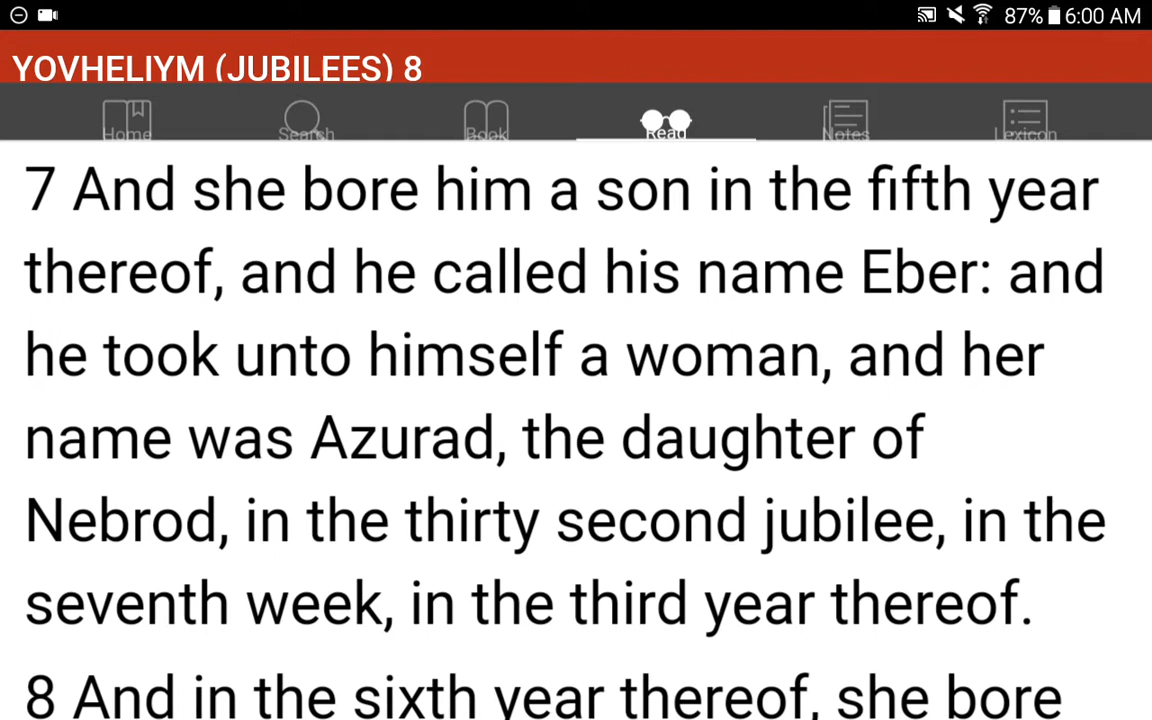 87% 6:00 AM
YOVHELIYM (JUBILEES) 8
Home Search Book Read Notes Lexicon
7 And she bore him a son in the fifth year
thereof, and he called his name Eber: and
he took unto himself a woman, and her
name was Azurad, the daughter of
Nebrod, in the thirty second jubilee, in the
seventh week, in the third year thereof.
8 And in the sixth year thereof, she bore